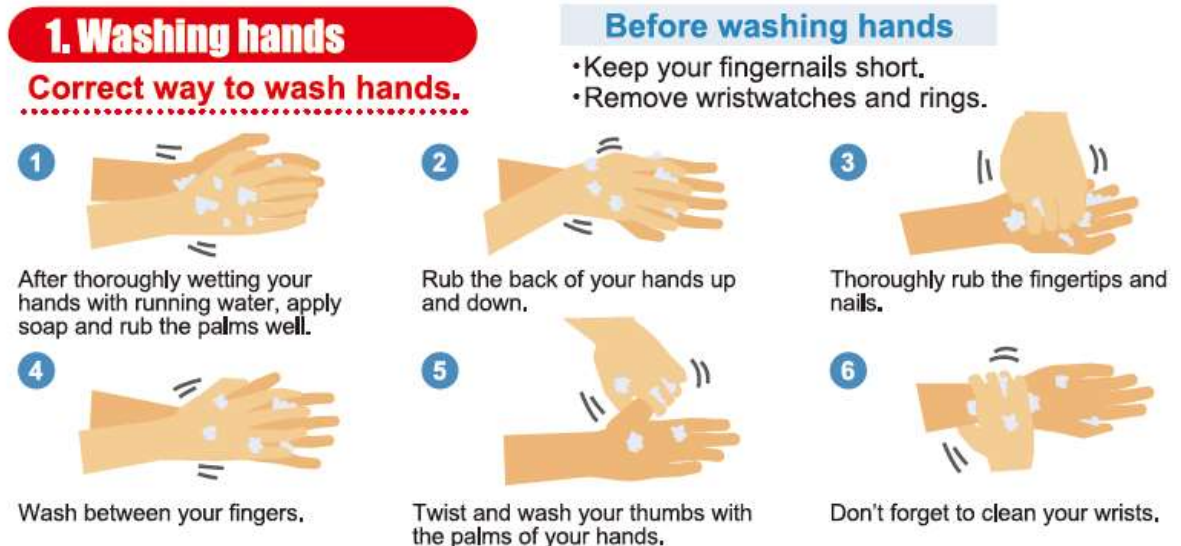 1. Washing hands
Correct way to wash hands.
Before washing hands
・Keep your fingernails short.
・Remove wristwatches and rings.
1
After thoroughly wetting your
hands with running water, apply
soap and rub the palms well.
2
Rub the back of your hands up
and down.
3
Thoroughly rub the fingertips and
nails.
4
Wash between your fingers.
5
Twist and wash your thumbs with
the palms of your hands.
6
Don't forget to clean your wrists.